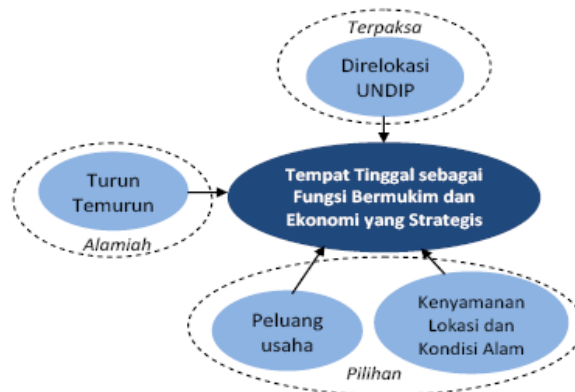 Terpaksa
Direlokasi
UNDIP
Tempat Tinggal sebagai
Fungsi Bermukim dan
Ekonomi yang Strategis
Turun
Temurun
Alamiah
Peluang
usaha
Kenyamanan
Lokasi dan
Kondisi Alam
Pilihan